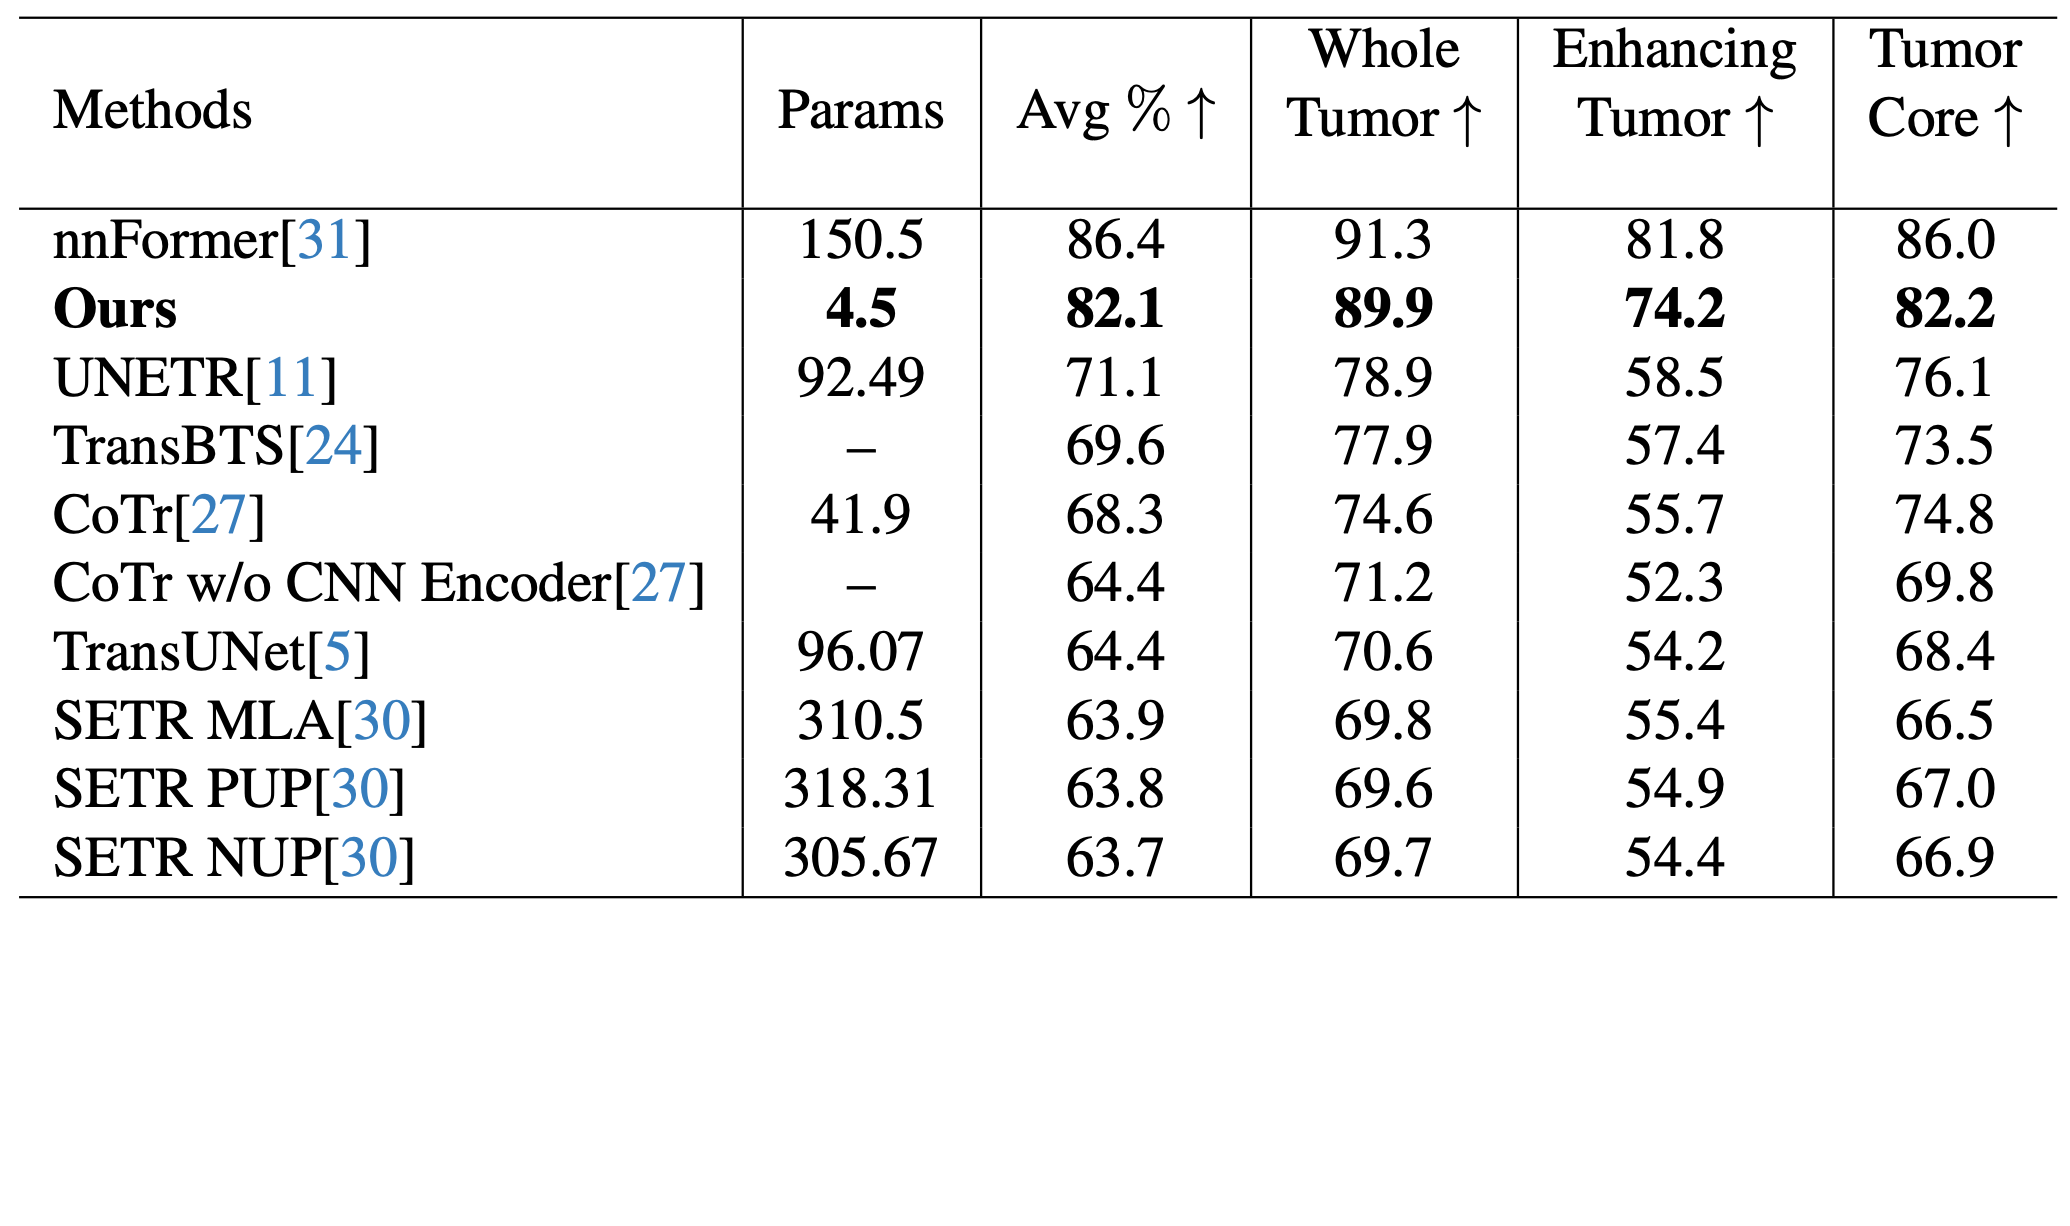 Methods Params Avg % ↑ Whole Tumor ↑ Enhancing Tumor ↑ Tumor Core ↑
nnFormer[31] 150.5 86.4 91.3 81.8 86.0
Ours 4.5 82.1 89.9 74.2 82.2
UNETR[11] 92.49 71.1 78.9 58.5 76.1
TransBTS[24] – 69.6 77.9 57.4 73.5
CoTr[27] 41.9 68.3 74.6 55.7 74.8
CoTr w/o CNN Encoder[27] – 64.4 71.2 52.3 69.8
TransUNet[5] 96.07 64.4 70.6 54.2 68.4
SETR MLA[30] 310.5 63.9 69.8 55.4 66.5
SETR PUP[30] 318.31 63.8 69.6 54.9 67.0
SETR NUP[30] 305.67 63.7 69.7 54.4 66.9